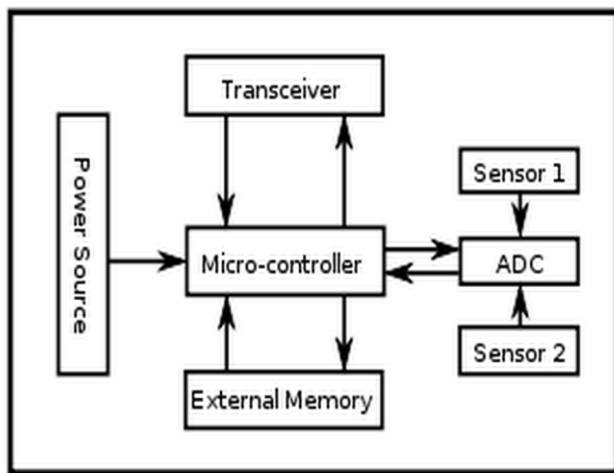 Transceiver
Power Source
Sensor 1
Micro-controller
ADC
Sensor 2
External Memory